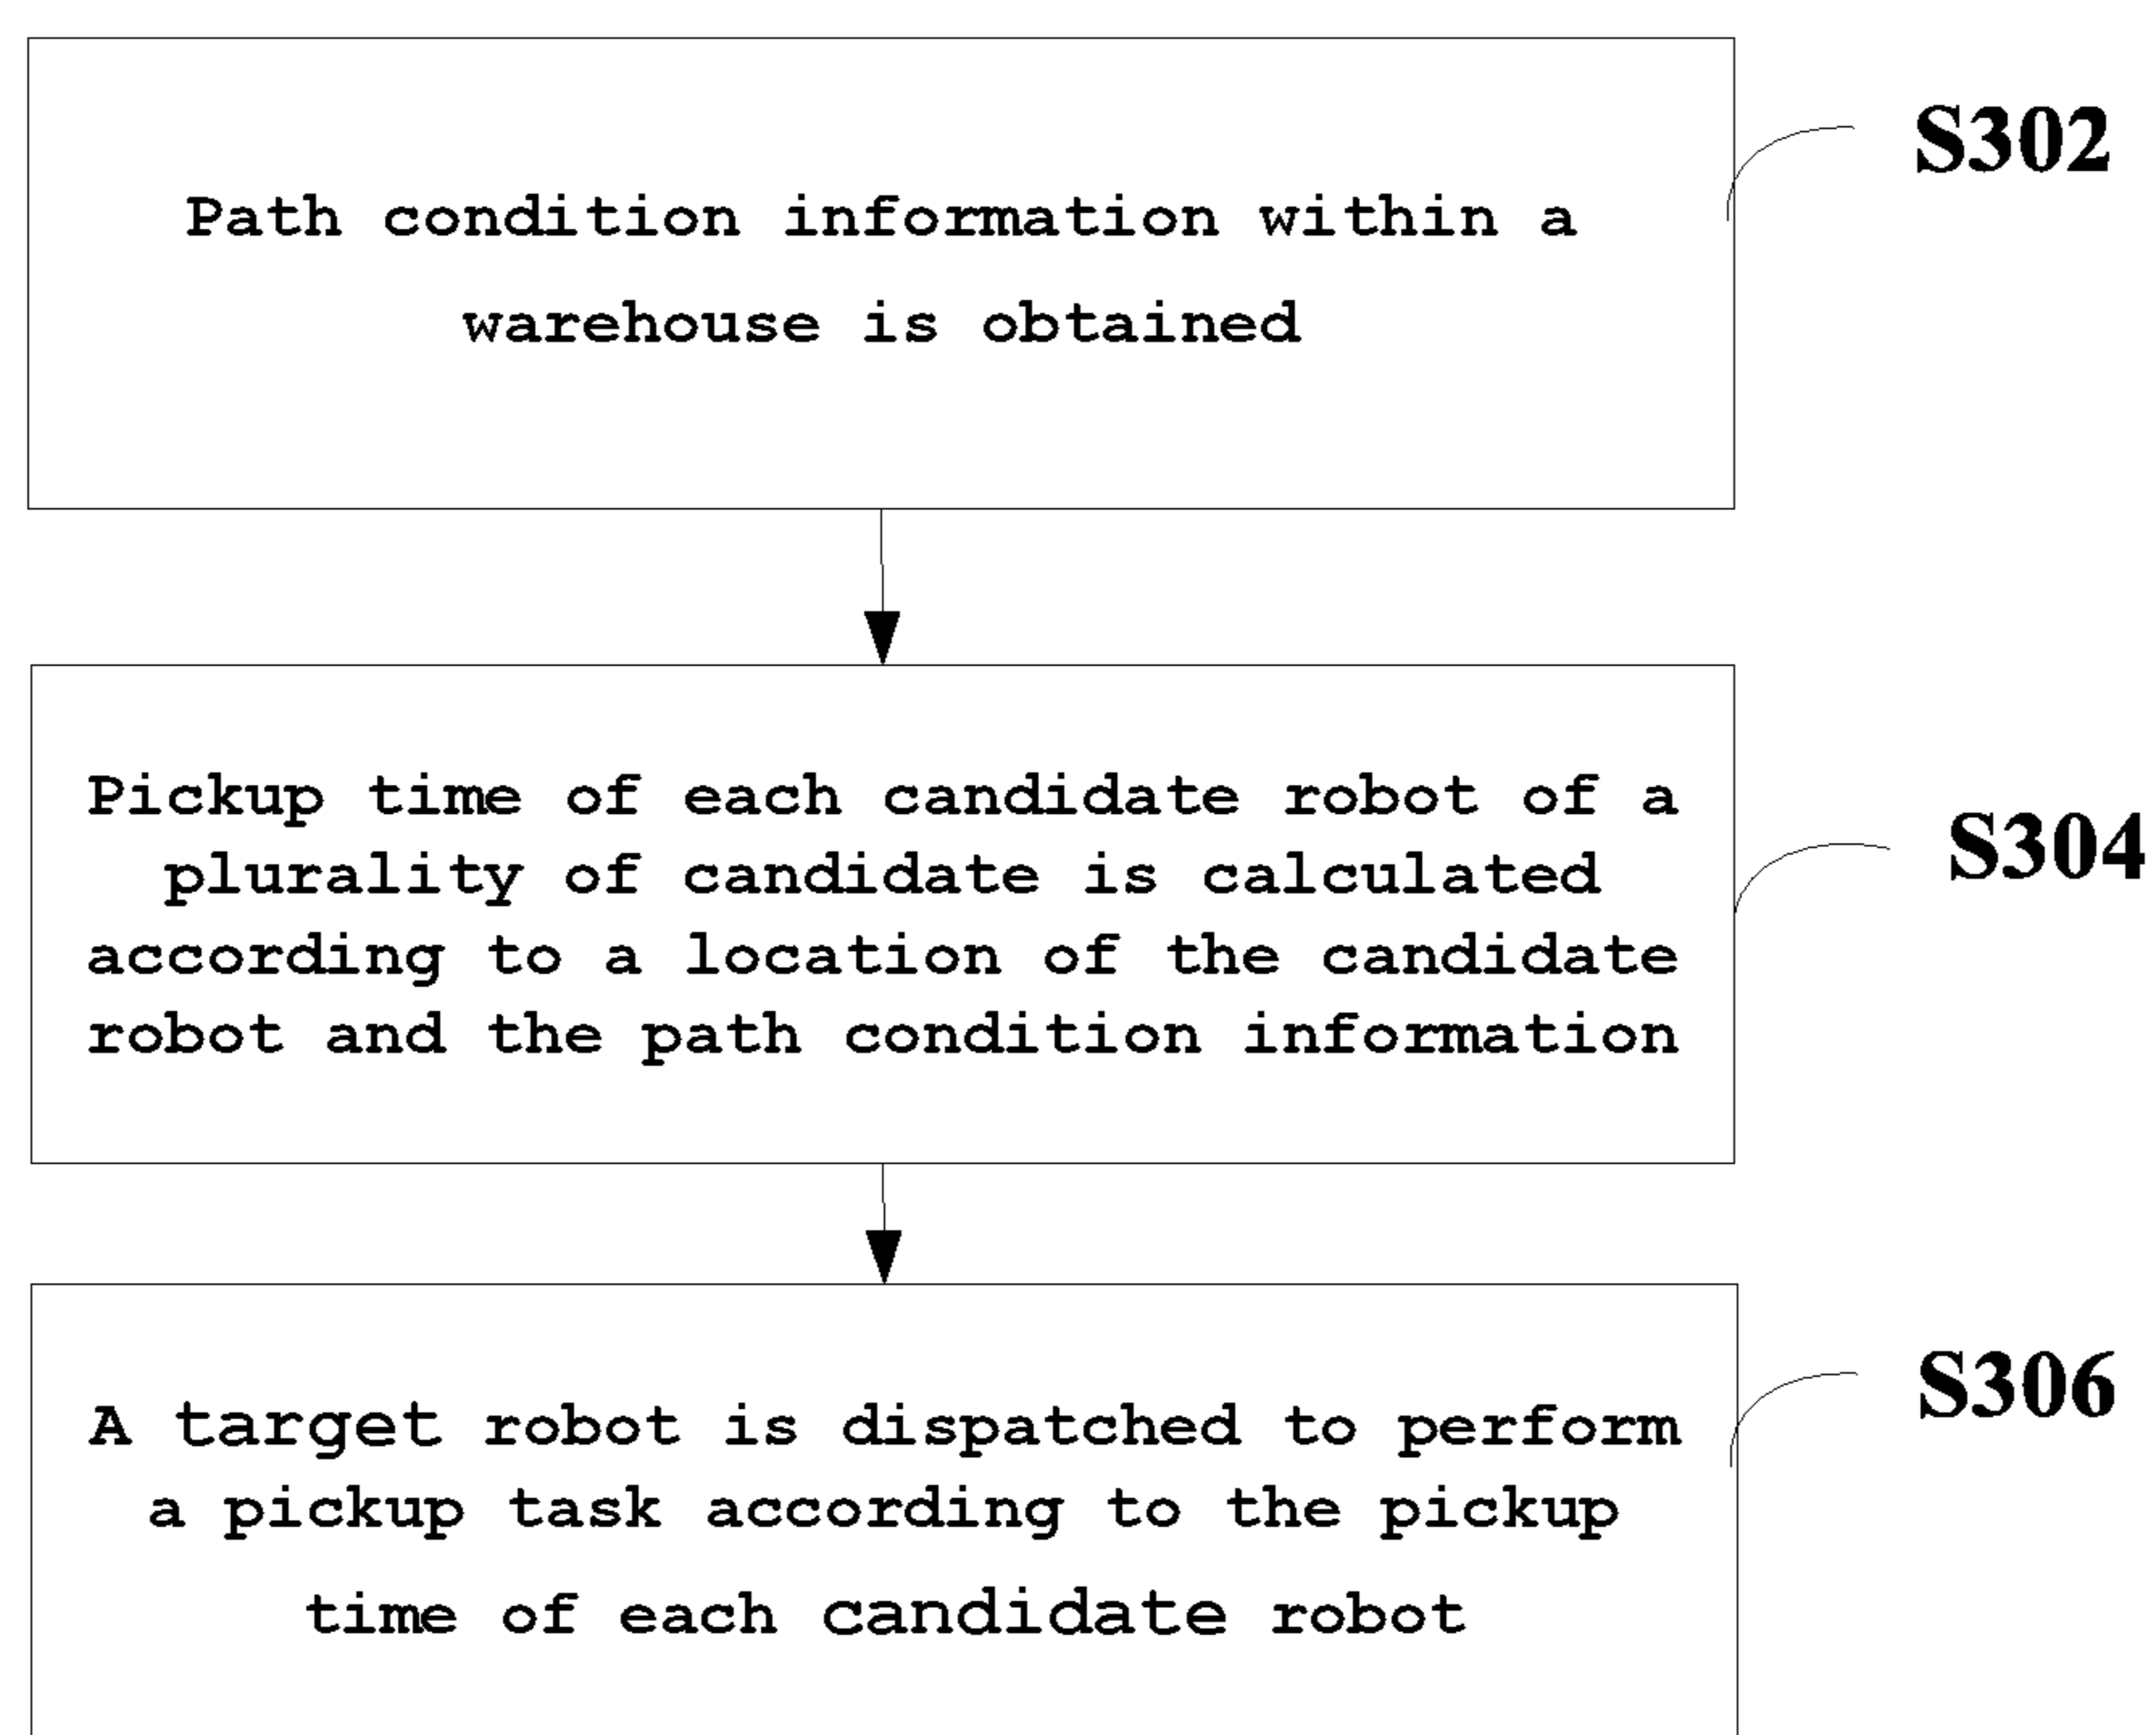 Path condition information within a
warehouse is obtained
S302
Pickup time of each candidate robot of a
plurality of candidate is calculated
according to a location of the candidate
robot and the path condition information
S304
A target robot is dispatched to perform
a pickup task according to the pickup
time of each candidate robot
S306